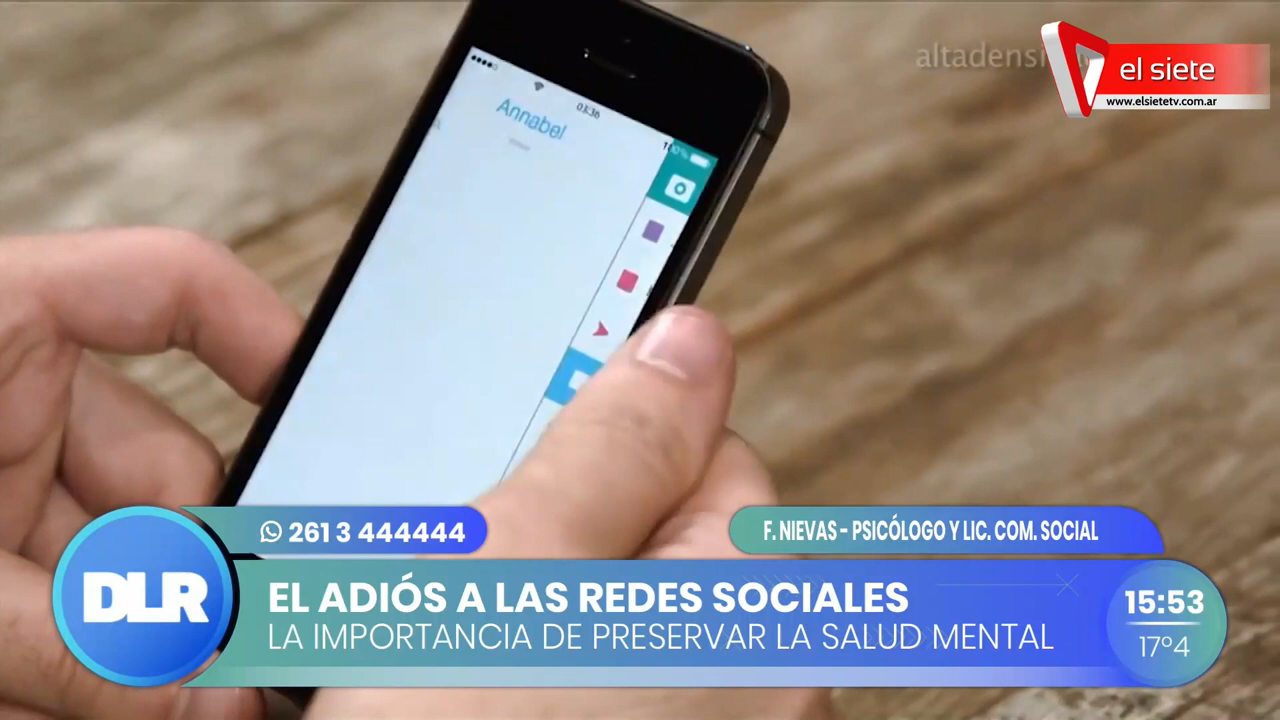 altadensi
el siete
www.elsietetv.com.ar
03:36
100%
Annabel
261 3 444444
F. NIEVAS - PSICÓLOGO Y LIC. COM. SOCIAL
DLR
EL ADIÓS A LAS REDES SOCIALES
LA IMPORTANCIA DE PRESERVAR LA SALUD MENTAL
15:53
17º4